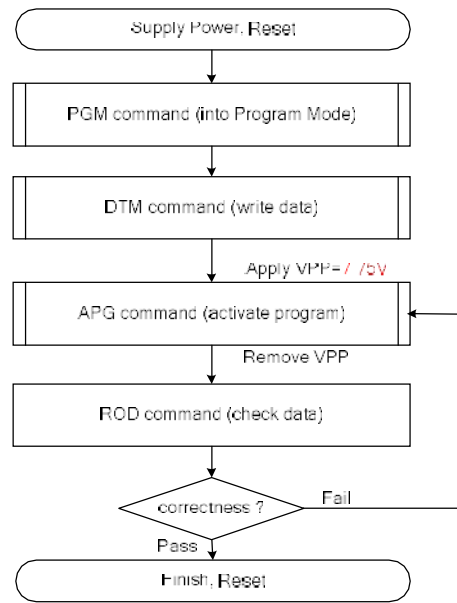 Supply Power, Reset
PGM command (into Program Mode)
DTM command (write data)
Apply VPP=7.75V
APG command (activate program)
Remove VPP
ROD command (check data)
correctness ?
Fail
Pass
Finish, Reset